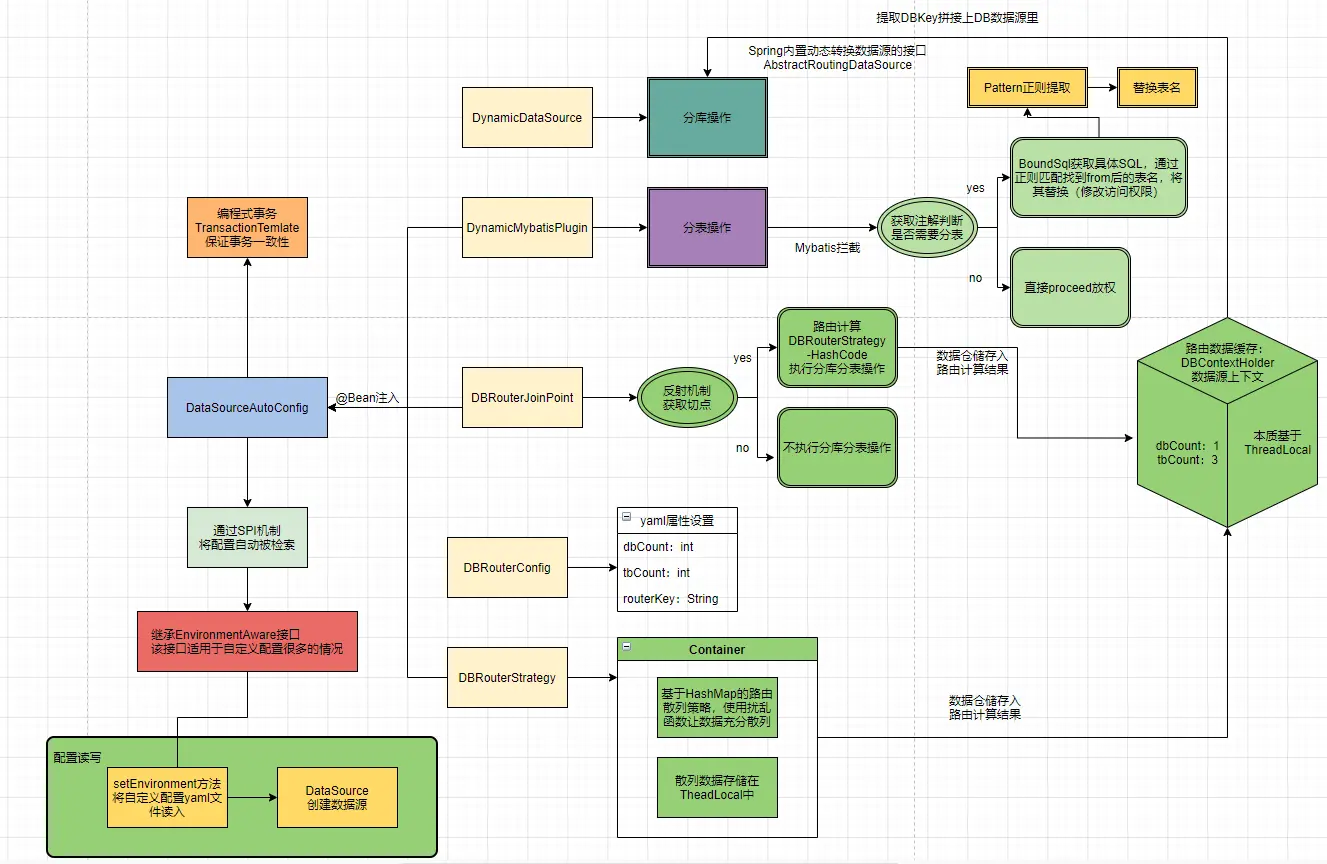 提取DBKey拼接上DB数据源里
Spring内置动态转换数据源的接口
AbstractRoutingDataSource
DynamicDataSource
分库操作
Pattern正则提取
替换表名
BoundSql获取具体SQL，通过
正则匹配找到from后的表名，将
其替换（修改访问权限）
yes
编程式事务
TransactionTemlate
保证事务一致性
DynamicMybatisPlugin
分表操作
Mybatis拦截
获取注解判断
是否需要分表
no
直接proceed放权
路由计算
DBRouterStrategy
-HashCode
执行分库分表操作
数据仓储存入
路由计算结果
路由数据缓存：
DBContextHolder
数据源上下文
dbCount：1
tbCount：3
本质基于
ThreadLocal
DataSourceAutoConfig
@Bean注入
DBRouterJoinPoint
反射机制
获取切点
yes
no
不执行分库分表操作
通过SPI机制
将配置自动被检索
DBRouterConfig
yaml属性设置
dbCount：int
tbCount：int
routerKey：String
继承EnvironmentAware接口
该接口适用于自定义配置很多的情况
DBRouterStrategy
Container
基于HashMap的路由
散列策略，使用扰乱
函数让数据充分散列
散列数据存储在
TheadLocal中
数据仓储存入
路由计算结果
配置读写
setEnvironment方法
将自定义配置yaml文
件读入
DataSource
创建数据源